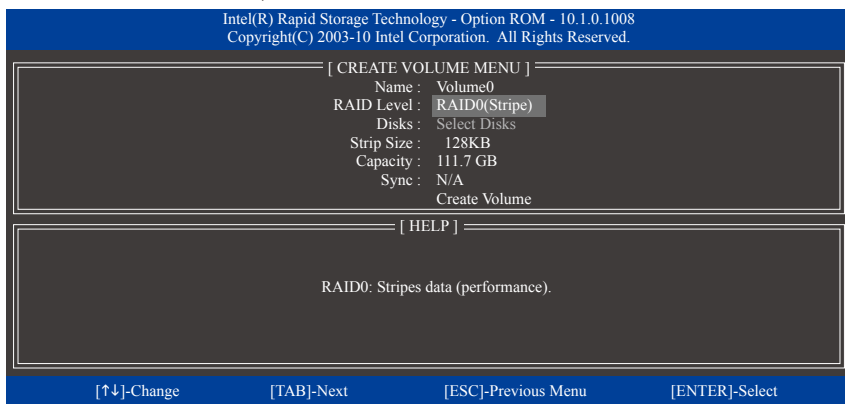 Intel(R) Rapid Storage Technology - Option ROM - 10.1.0.1008
Copyright(C) 2003-10 Intel Corporation. All Rights Reserved.
[ CREATE VOLUME MENU ]
Name : Volume0
RAID Level : RAID0(Stripe)
Disks : Select Disks
Strip Size : 128KB
Capacity : 111.7 GB
Sync : N/A
Create Volume
[ HELP ]
RAID0: Stripes data (performance).
[↑↓]-Change [TAB]-Next [ESC]-Previous Menu [ENTER]-Select